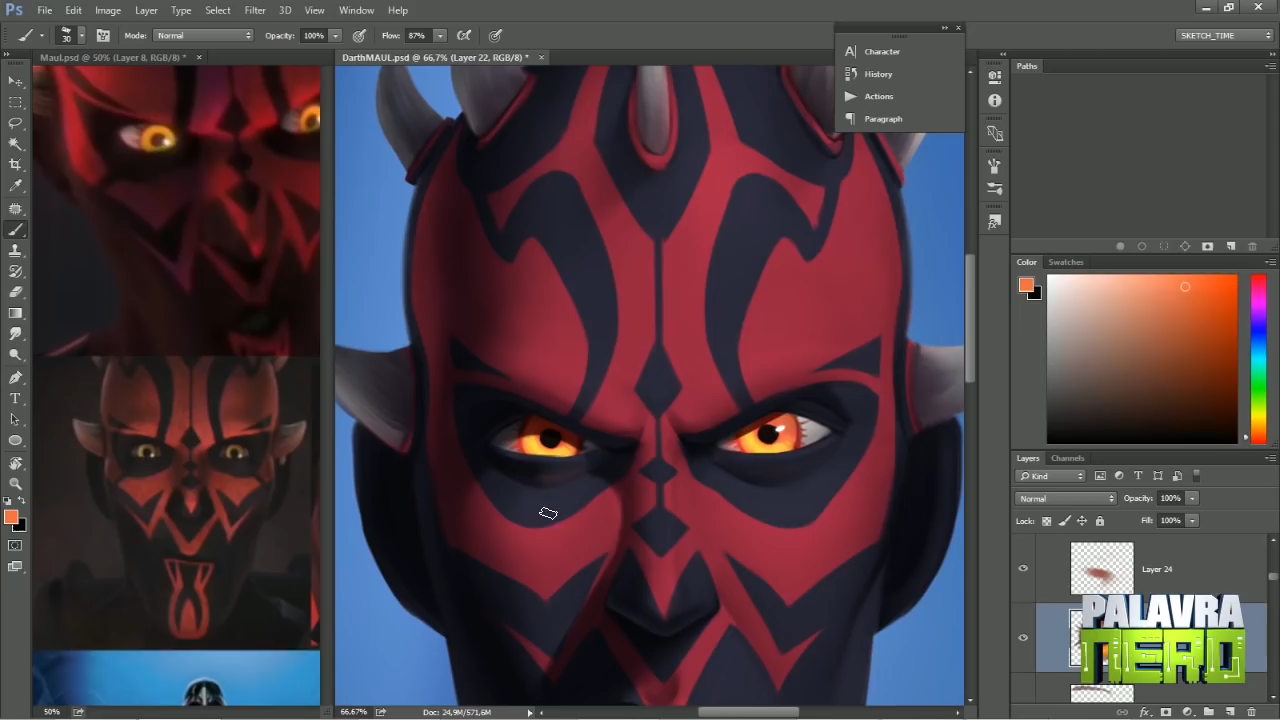 Ps File Edit Image Layer Type Select Filter 3D View Window Help
30 Mode: Normal Opacity: 100% Flow: 87% SKETCH_TIME
Maul.psd @ 50% (Layer 8, RGB/8) * × DarthMAUL.psd @ 66,7% (Layer 22, RGB/8) * ×
Character
History
Actions
Paragraph
Paths
Color Swatches
Layers Channels
Kind
Normal Opacity: 100%
Lock: Fill: 100%
Layer 24
PALAVRA
NERD
50% 66.67% Doc: 24,9M/571,6M